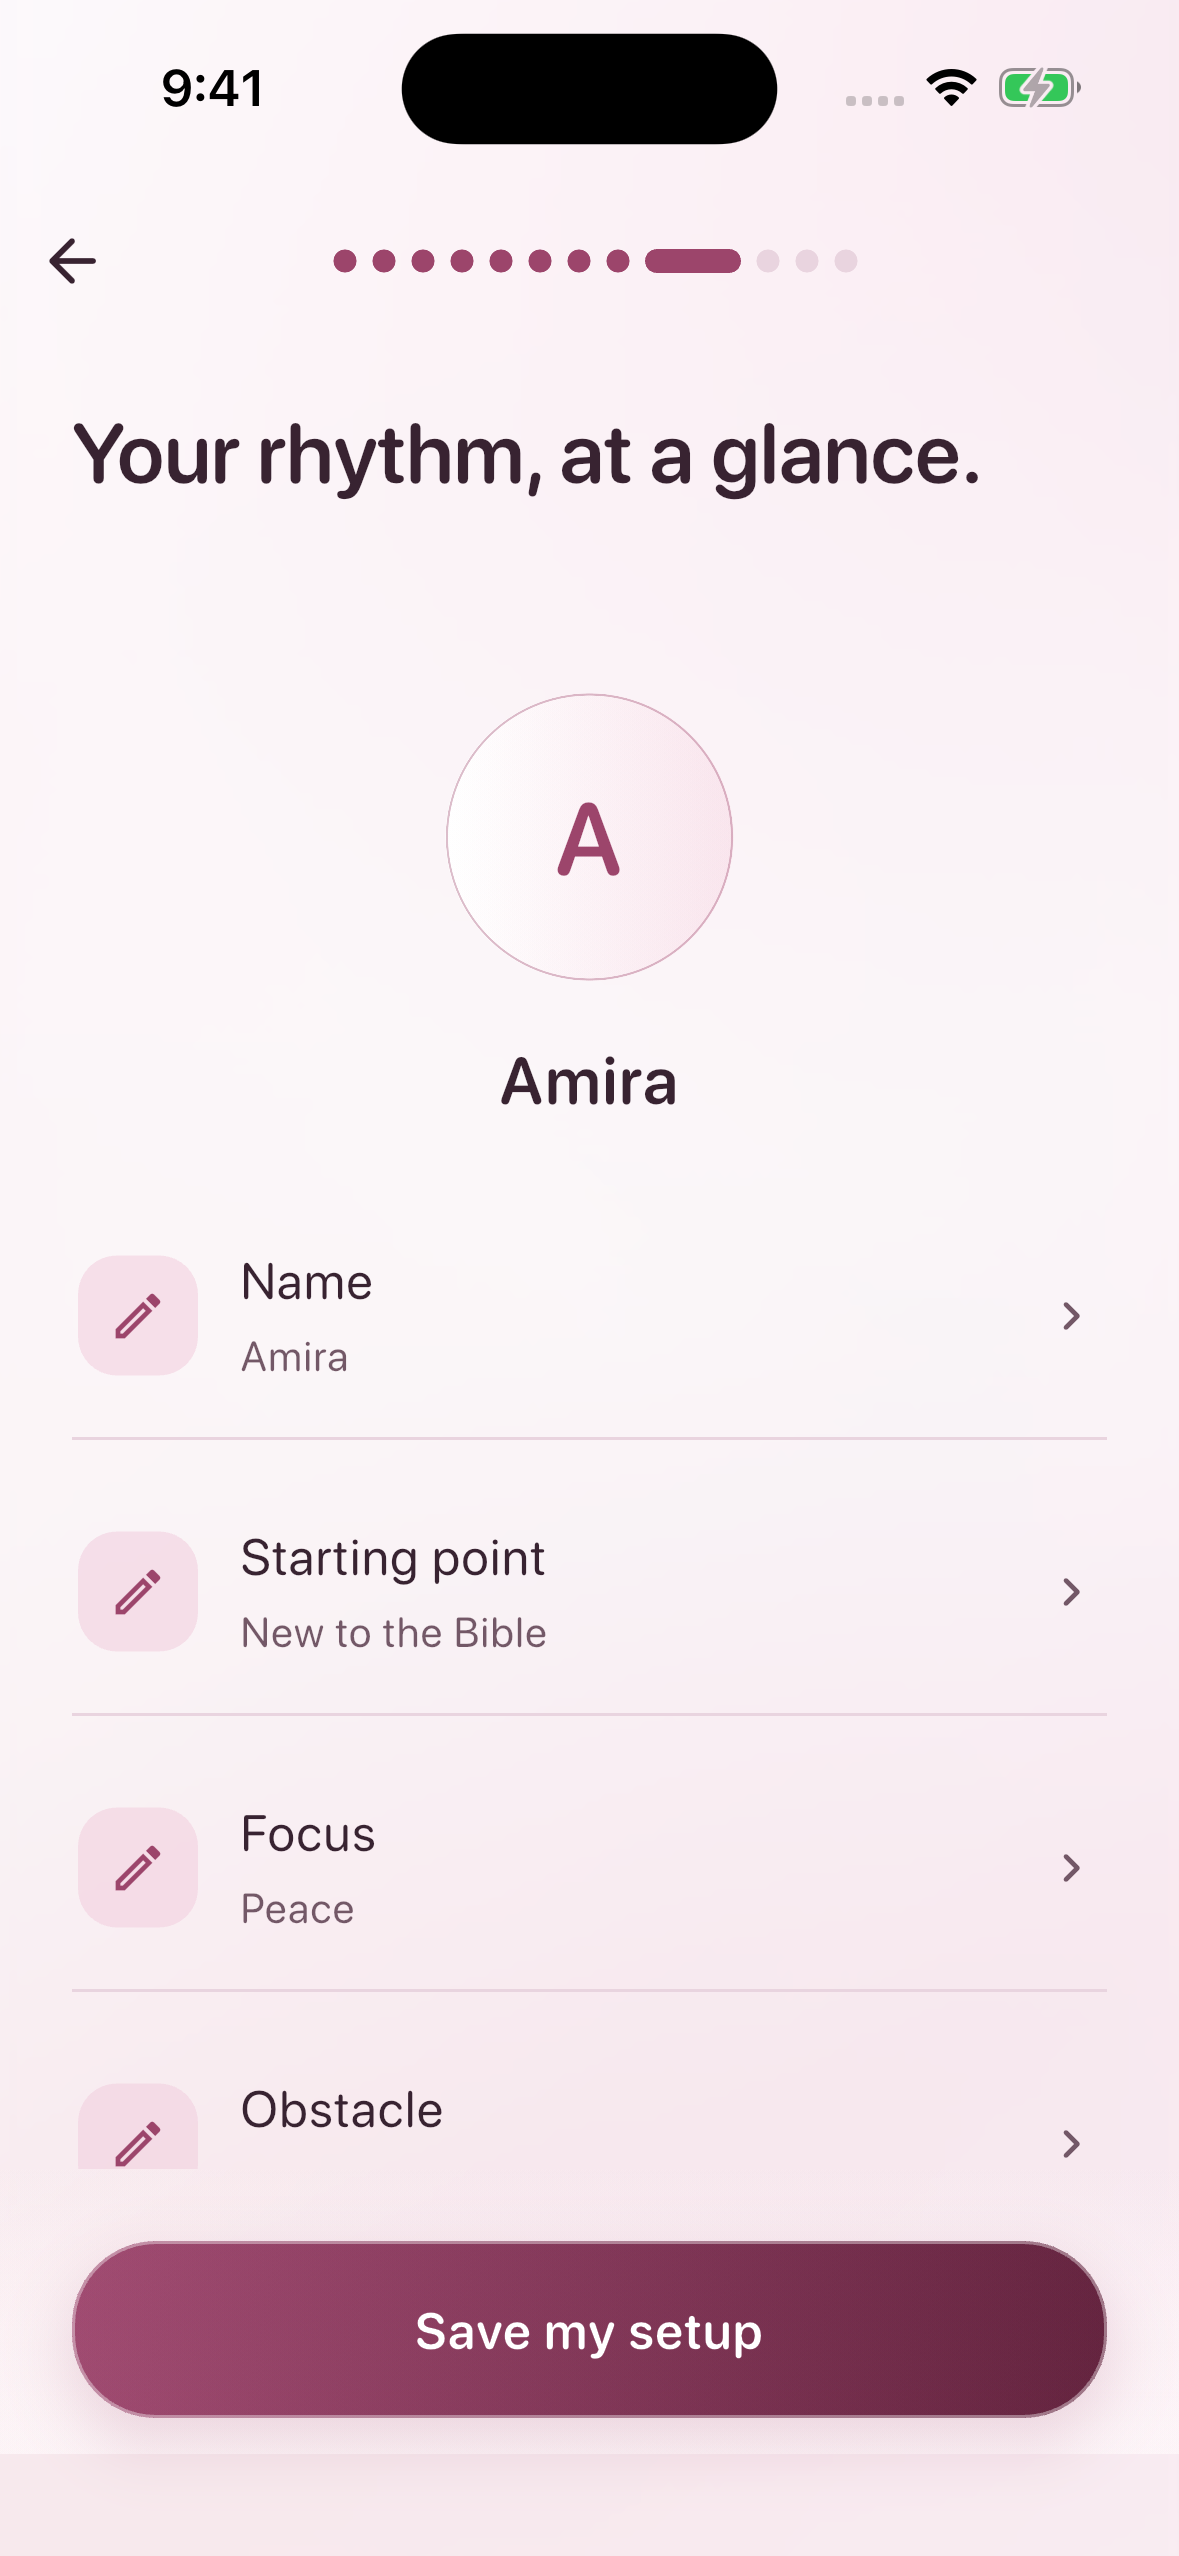 9:41
Your rhythm, at a glance.
A
Amira
Name
Amira
Starting point
New to the Bible
Focus
Peace
Obstacle
Save my setup